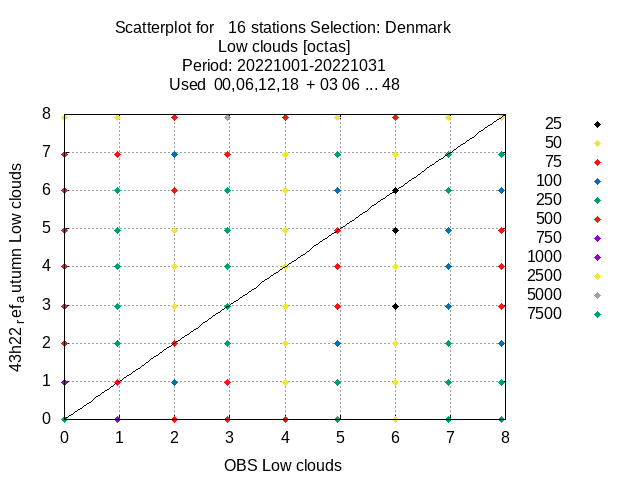 Scatterplot for   16 stations Selection: Denmark
Low clouds [octas]
Period: 20221001-20221031
Used  00,06,12,18  + 03 06 ... 48
8
7
6
5
4
3
2
1
0
0 1 2 3 4 5 6 7 8
43h22_ref_autumn Low clouds
OBS Low clouds
25
50
75
100
250
500
750
1000
2500
5000
7500